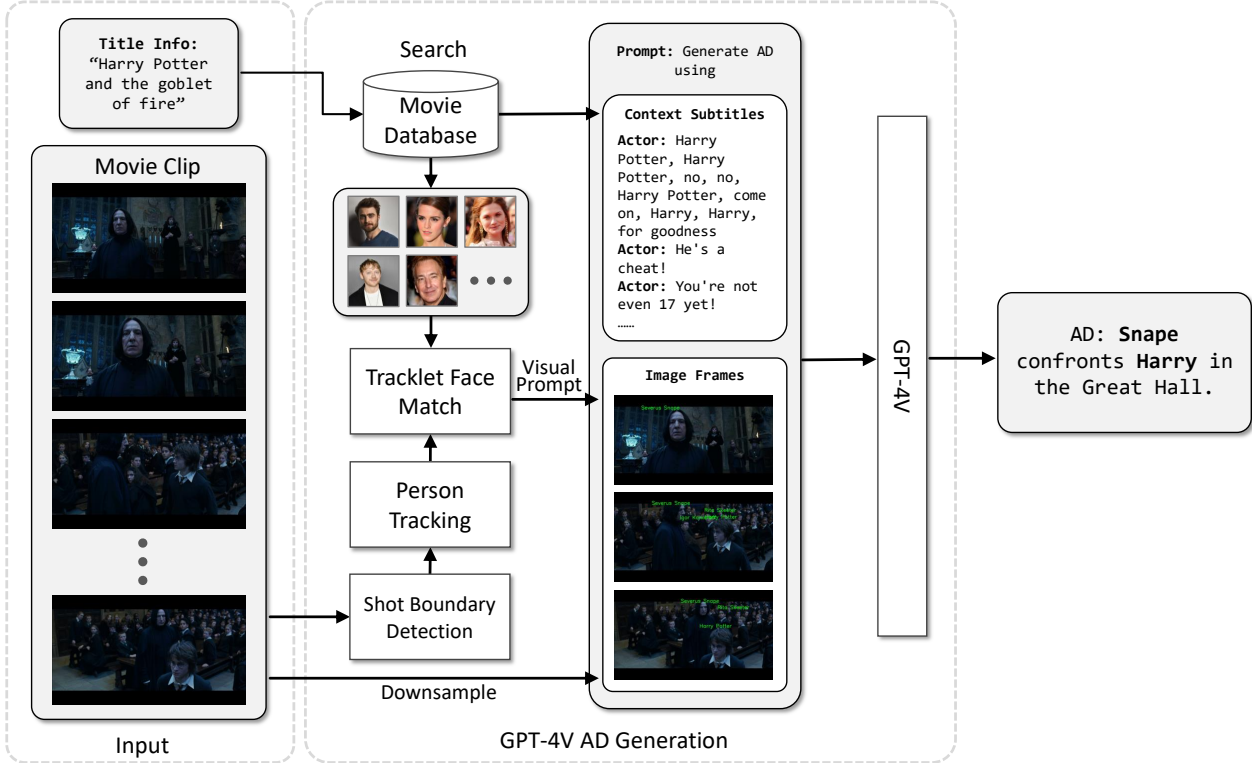 Title Info:
“Harry Potter
and the goblet
of fire”
Movie Clip
Input
Search
Movie
Database
Tracklet Face
Match
Person
Tracking
Shot Boundary
Detection
Visual
Prompt
Downsample
Prompt: Generate AD
using
Context Subtitles
Actor: Harry
Potter, Harry
Potter, no, no,
Harry Potter, come
on, Harry, Harry,
for goodness
Actor: He's a
cheat!
Actor: You're not
even 17 yet!
……
Image Frames
Severus Snape
Severus Snape
Harry Potter
Severus Snape
Harry Potter
GPT-4V AD Generation
GPT-4V
AD: Snape
confronts Harry in
the Great Hall.